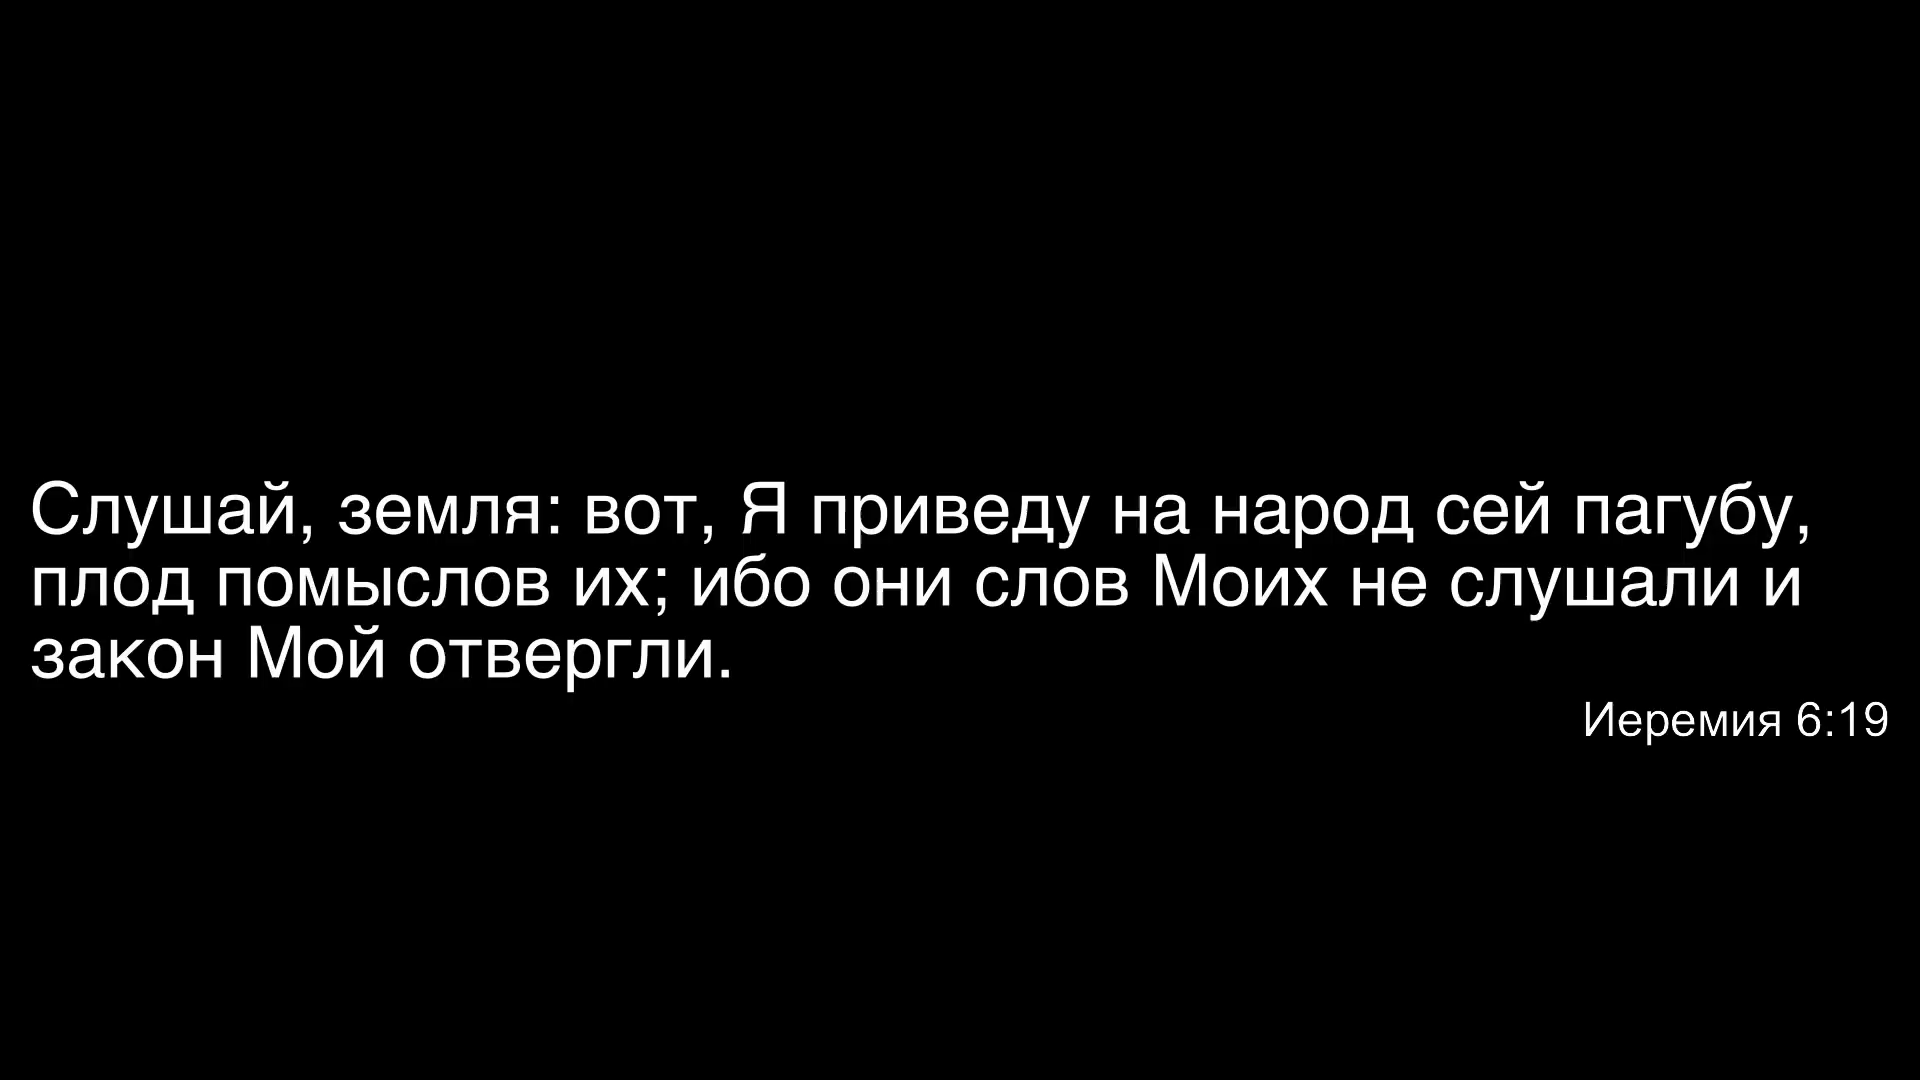 Слушай, земля: вот, Я приведу на народ сей пагубу,
плод помыслов их; ибо они слов Моих не слушали и
закон Мой отвергли.
Иеремия 6:19